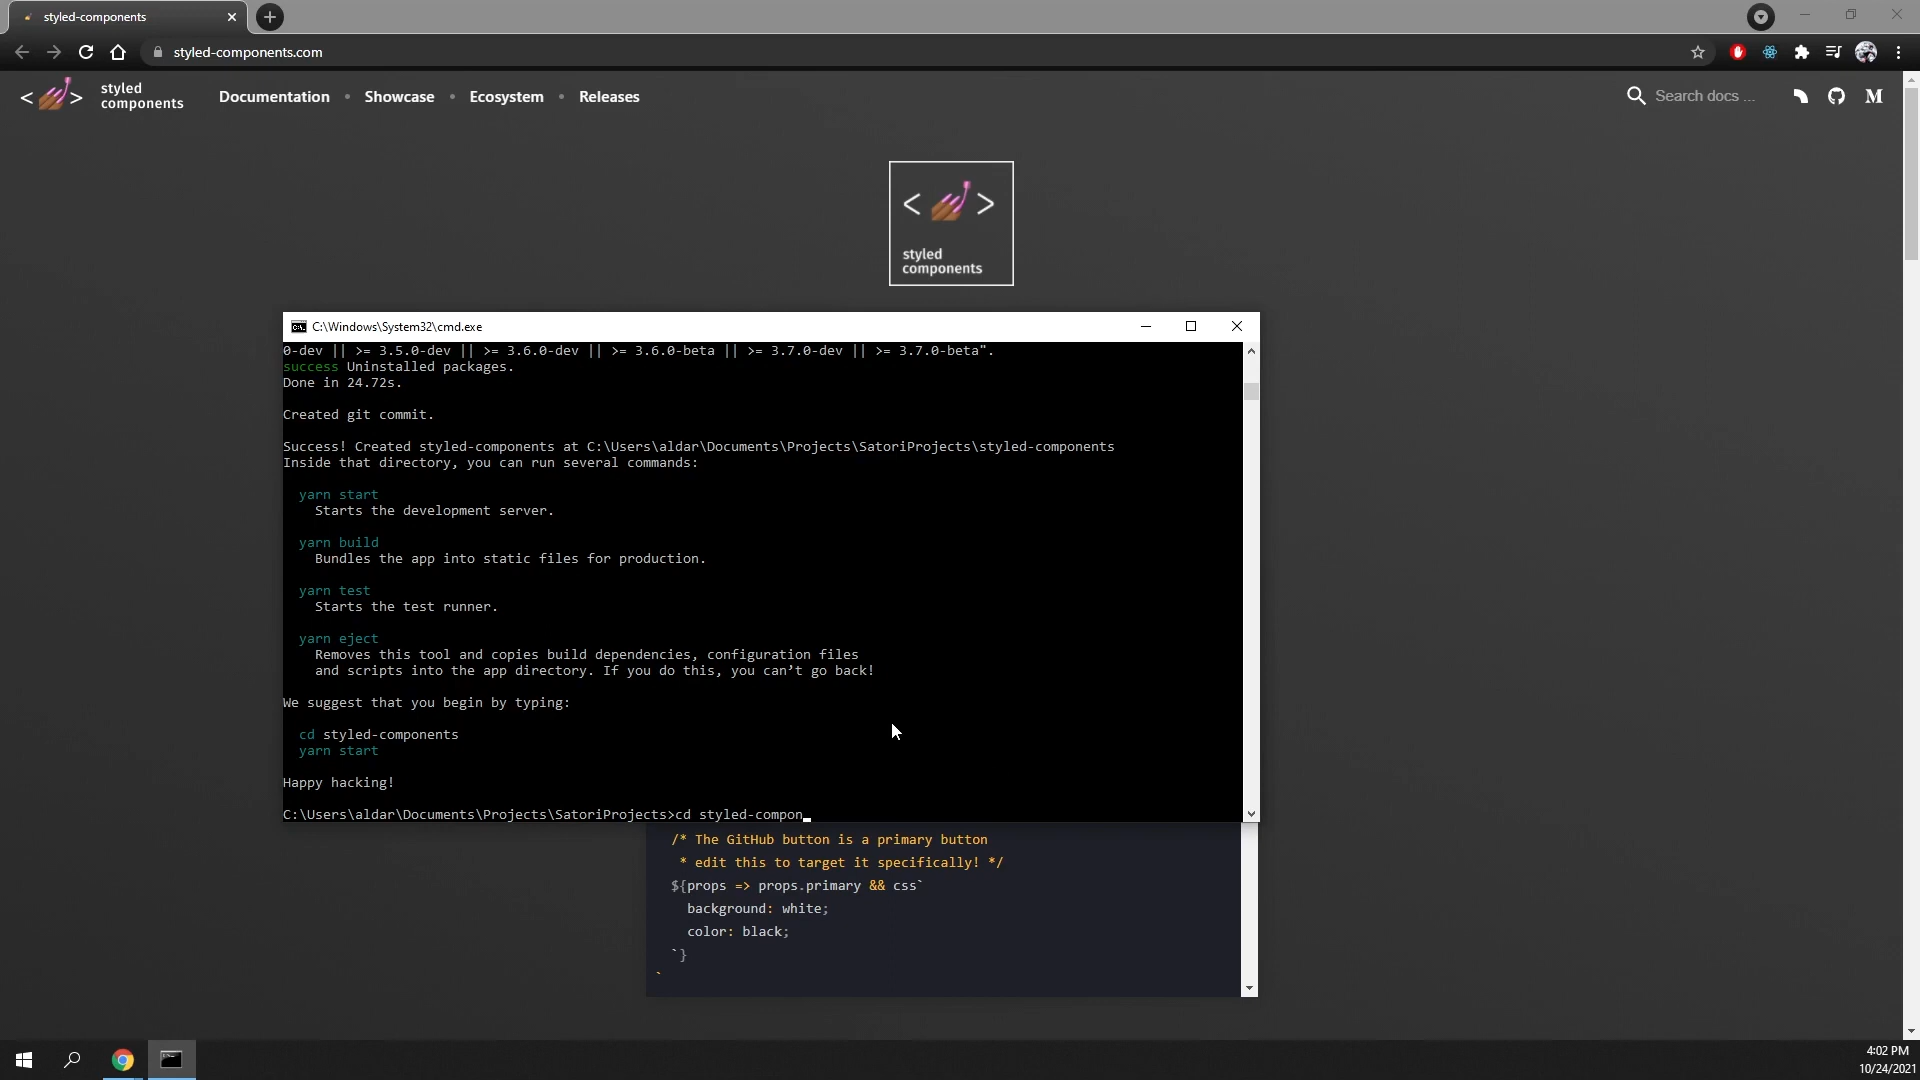 styled-components
styled-components.com
styled
components
Documentation • Showcase • Ecosystem • Releases
Search docs ...
M
< >
styled
components
C:\Windows\System32\cmd.exe
0-dev || >= 3.5.0-dev || >= 3.6.0-dev || >= 3.6.0-beta || >= 3.7.0-dev || >= 3.7.0-beta".
success Uninstalled packages.
Done in 24.72s.
Created git commit.
Success! Created styled-components at C:\Users\aldar\Documents\Projects\SatoriProjects\styled-components
Inside that directory, you can run several commands:
yarn start
Starts the development server.
yarn build
Bundles the app into static files for production.
yarn test
Starts the test runner.
yarn eject
Removes this tool and copies build dependencies, configuration files
and scripts into the app directory. If you do this, you can’t go back!
We suggest that you begin by typing:
cd styled-components
yarn start
Happy hacking!
C:\Users\aldar\Documents\Projects\SatoriProjects>cd styled-compon_
/* The GitHub button is a primary button
* edit this to target it specifically! */
${props => props.primary && css`
background: white;
color: black;
`}
`
4:02 PM
10/24/2021